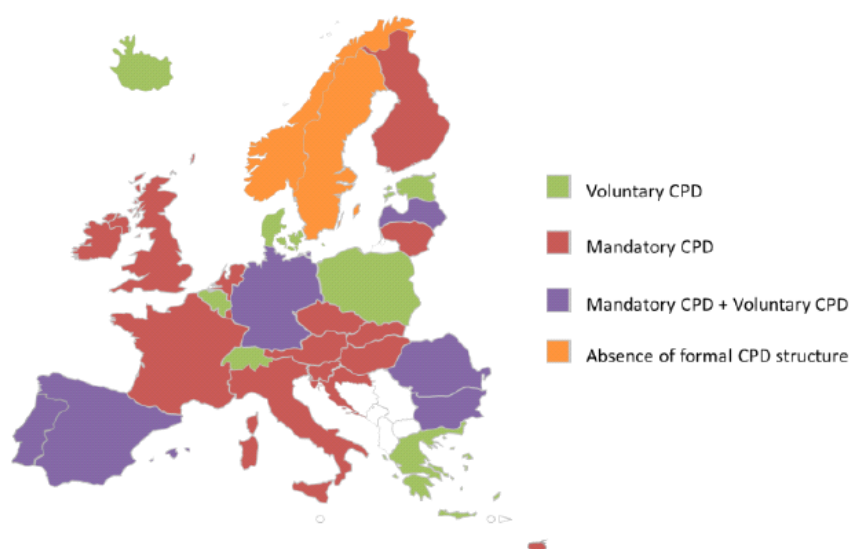 Voluntary CPD
Mandatory CPD
Mandatory CPD + Voluntary CPD
Absence of formal CPD structure